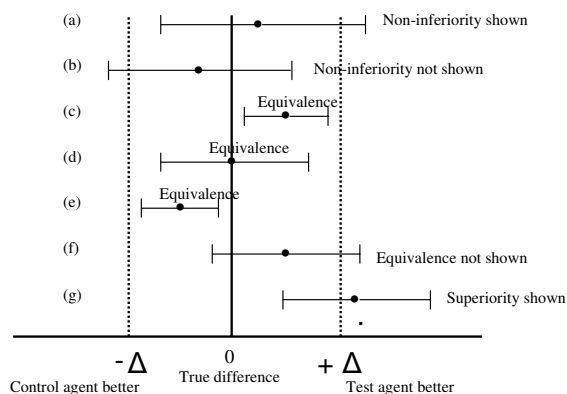 (a) Non-inferiority shown
(b) Non-inferiority not shown
(c) Equivalence
(d) Equivalence
(e) Equivalence
(f) Equivalence not shown
(g) Superiority shown
- Δ 0 + Δ
True difference
Control agent better Test agent better